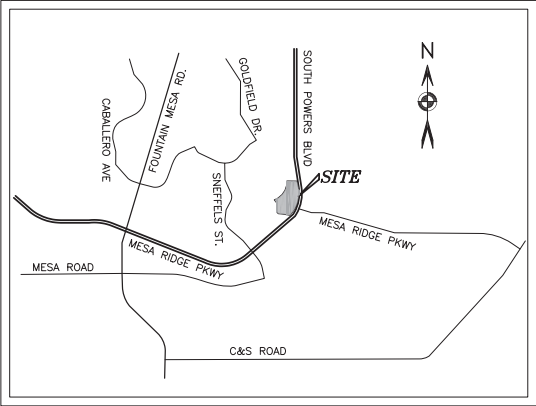 N
SOUTH POWERS BLVD
GOLDFIELD DR.
FOUNTAIN MESA RD.
CABALLERO AVE
SNEFFELS ST.
SITE
MESA RIDGE PKWY
MESA RIDGE PKWY
MESA ROAD
C&S ROAD